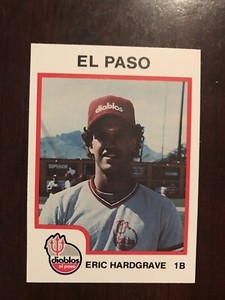 EL PASO
diablos
diablos
el paso
ERIC HARDGRAVE 1B